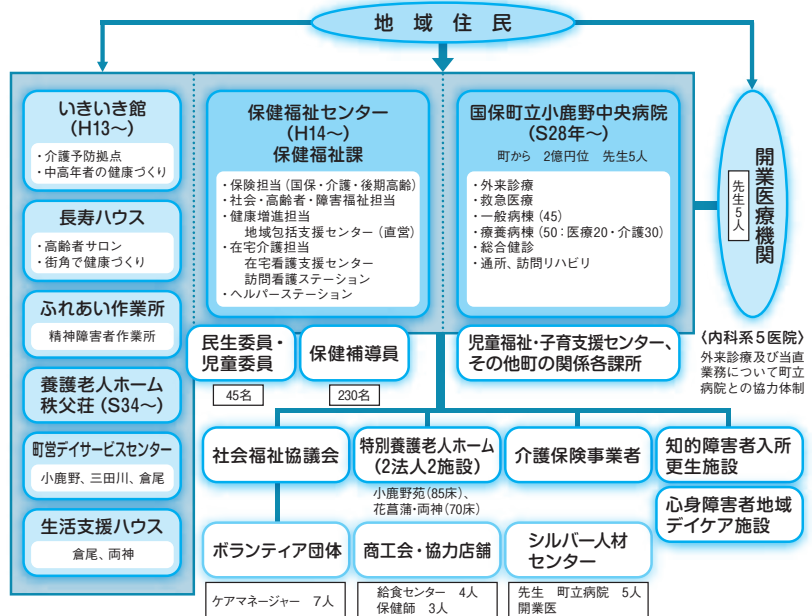 地域住民
いきいき館
(H13～)
・介護予防拠点
・中高年者の健康づくり
長寿ハウス
・高齢者サロン
・街角で健康づくり
ふれあい作業所
精神障害者作業所
養護老人ホーム
秩父荘(S34～)
町営デイサービスセンター
小鹿野、三田川、倉尾
生活支援ハウス
倉尾、両神
保健福祉センター
(H14～)
保健福祉課
・保険担当(国保・介護・後期高齢)
・社会・高齢者・障害福祉担当
・健康増進担当
地域包括支援センター(直営)
・在宅介護担当
在宅看護支援センター
訪問看護ステーション
・ヘルパーステーション
国保町立小鹿野中央病院
(S28年～)
町から 2億円位 先生5人
・外来診療
・救急医療
・一般病棟(45)
・療養病棟(50：医療20・介護30)
・総合健診
・通所、訪問リハビリ
開業医療機関
先生5人
〈内科系5医院〉
外来診療及び当直
業務について町立
病院との協力体制
民生委員・
児童委員
45名
保健補導員
230名
児童福祉・子育支援センター、
その他町の関係各課所
社会福祉協議会
特別養護老人ホーム
(2法人2施設)
小鹿野苑(85床)、
花菖蒲・両神(70床)
介護保険事業者
知的障害者入所
更生施設
心身障害者地域
デイケア施設
ボランティア団体
商工会・協力店舗
シルバー人材
センター
ケアマネージャー 7人
給食センター 4人
保健師 3人
先生 町立病院 5人
開業医